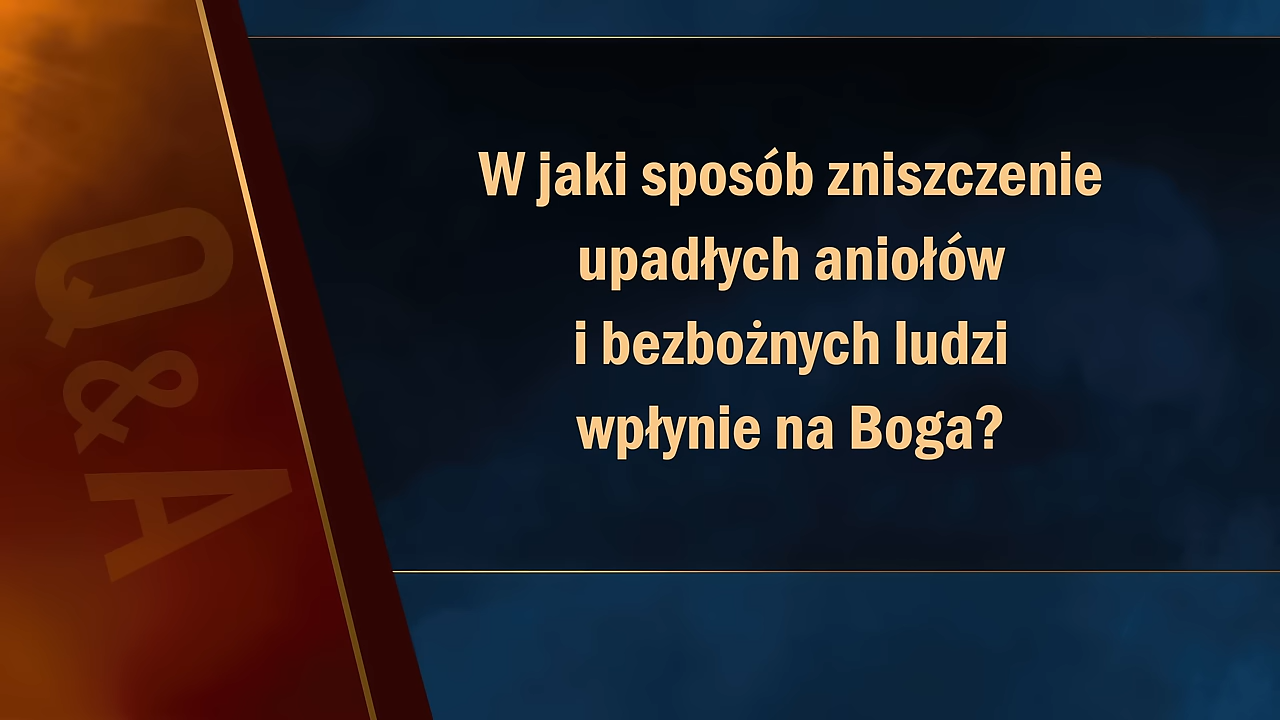 Q & A
W jaki sposób zniszczenie
upadłych aniołów
i bezbożnych ludzi
wpłynie na Boga?